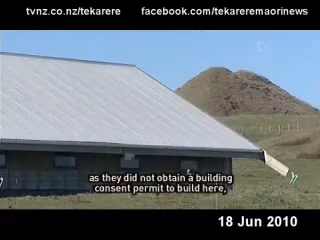 tvnz.co.nz/tekarere facebook.com/tekareremaorinews
as they did not obtain a building
consent permit to build here,
18 Jun 2010